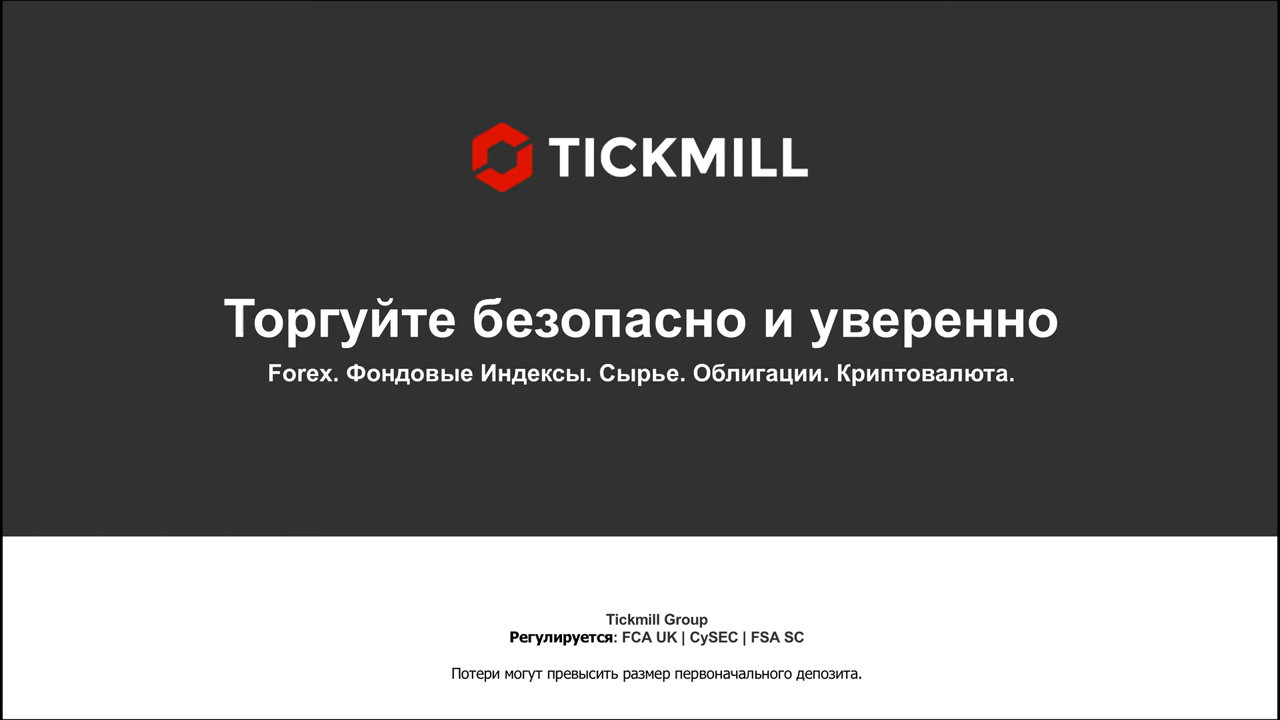 TICKMILL
Торгуйте безопасно и уверенно
Forex. Фондовые Индексы. Сырье. Облигации. Криптовалюта.
Tickmill Group
Регулируется: FCA UK | CySEC | FSA SC
Потери могут превысить размер первоначального депозита.